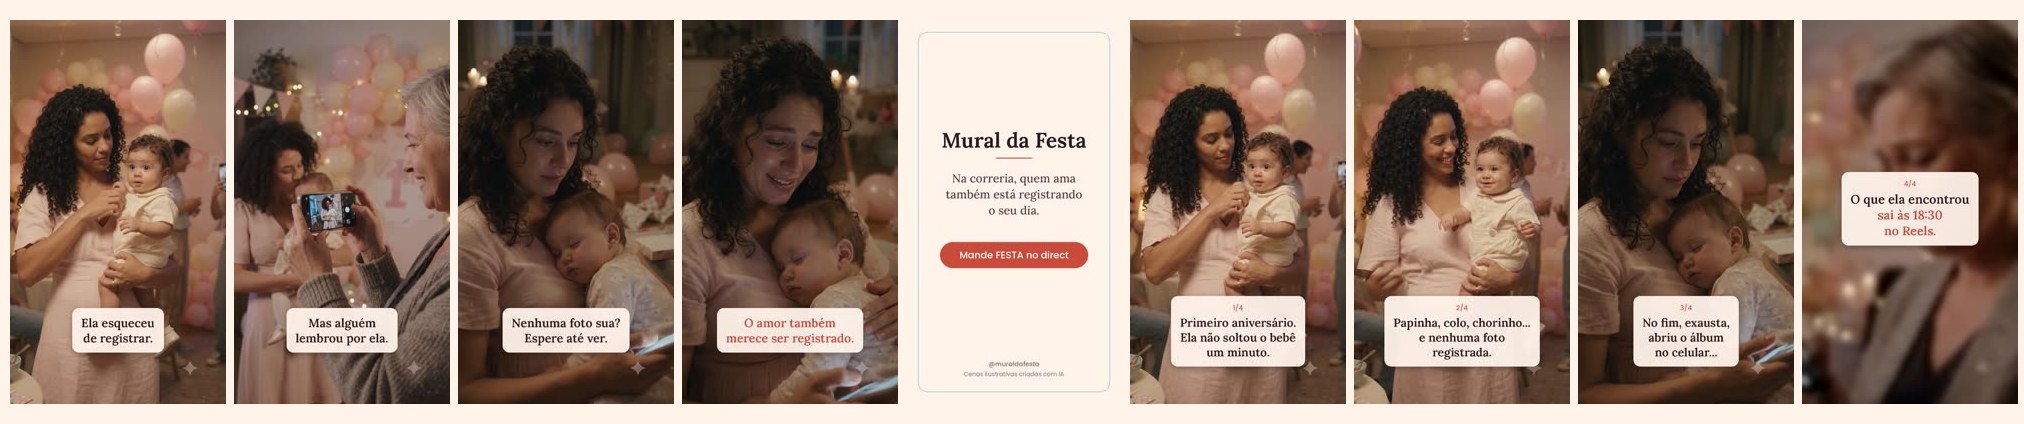 Ela esqueceu
de registrar.
Mas alguém
lembrou por ela.
Nenhuma foto sua?
Espere até ver.
O amor também
merece ser registrado.
Mural da Festa
Na correria, quem ama
também está registrando
o seu dia.
Mande FESTA no direct
@muraldafesta
Cenas ilustrativas criadas com IA
1/4
Primeiro aniversário.
Ela não soltou o bebê
um minuto.
2/4
Papinha, colo, chorinho...
e nenhuma foto
registrada.
3/4
No fim, exausta,
abriu o álbum
no celular...
4/4
O que ela encontrou
sai às 18:30
no Reels.